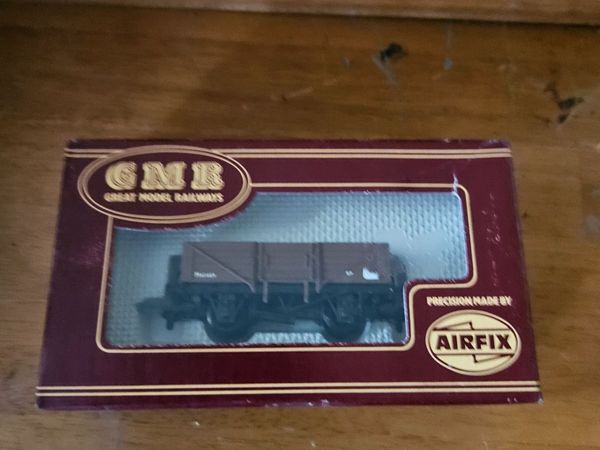 GMR
GREAT MODEL RAILWAYS
PRECISION MADE BY
AIRFIX